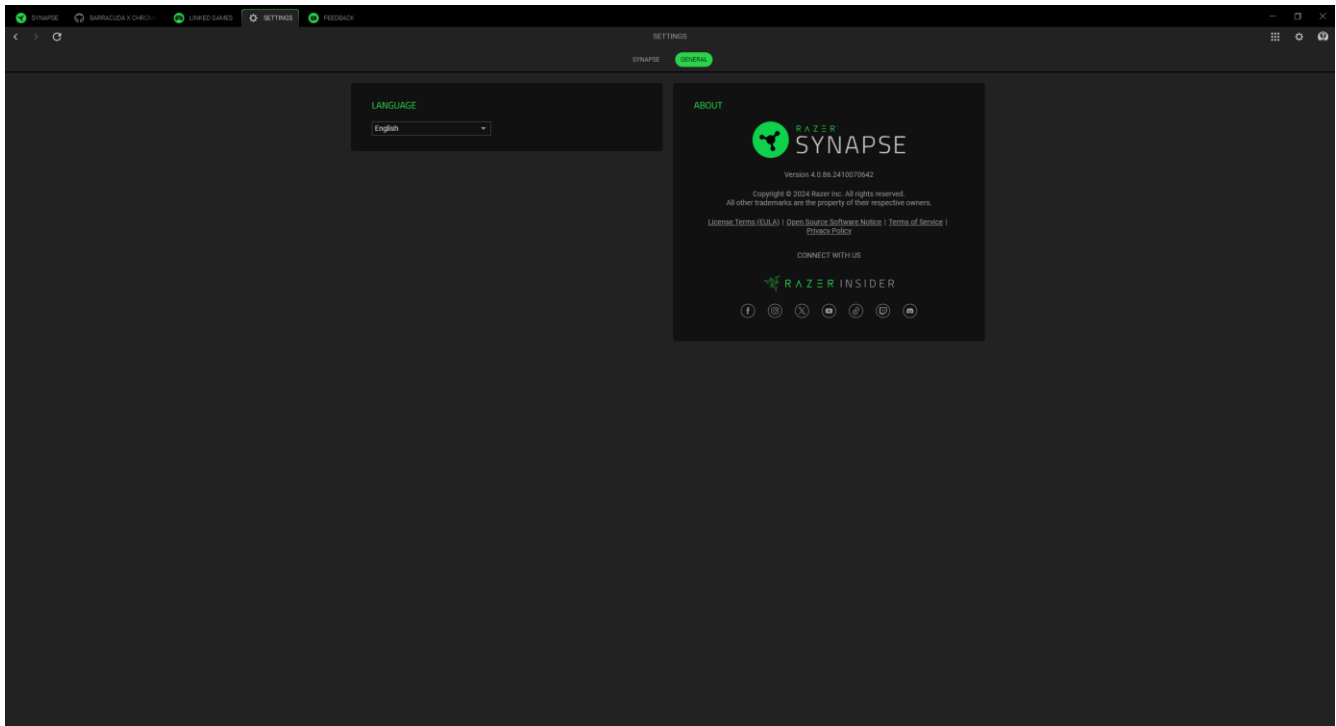 SYNAPSE BARRACUDA X CHROMA LINKED GAMES SETTINGS FEEDBACK
SETTINGS
SYNAPSE GENERAL
LANGUAGE
English
ABOUT
RAZER
SYNAPSE
Version 4.0.86.2410070642
Copyright © 2024 Razer Inc. All rights reserved.
All other trademarks are the property of their respective owners.
License Terms (EULA) | Open Source Software Notice | Terms of Service |
Privacy Policy
CONNECT WITH US
RAZER INSIDER